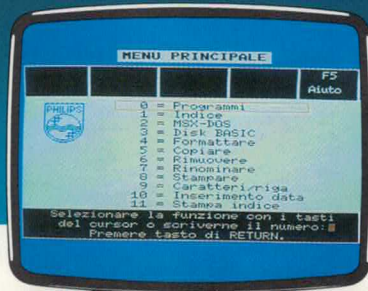 MENU PRINCIPALE
F5
Aiuto
PHILIPS
0 = Programmi
1 = Indice
2 = MSX-DOS
3 = Disk BASIC
4 = Formattare
5 = Copiare
6 = Rimuovere
7 = Rinominare
8 = Stampare
9 = Caratteri/riga
10 = Inserimento data
11 = Stampa indice
Selezionare la funzione con i tasti
del cursor o scriverne il numero:
Premere tasto di RETURN.